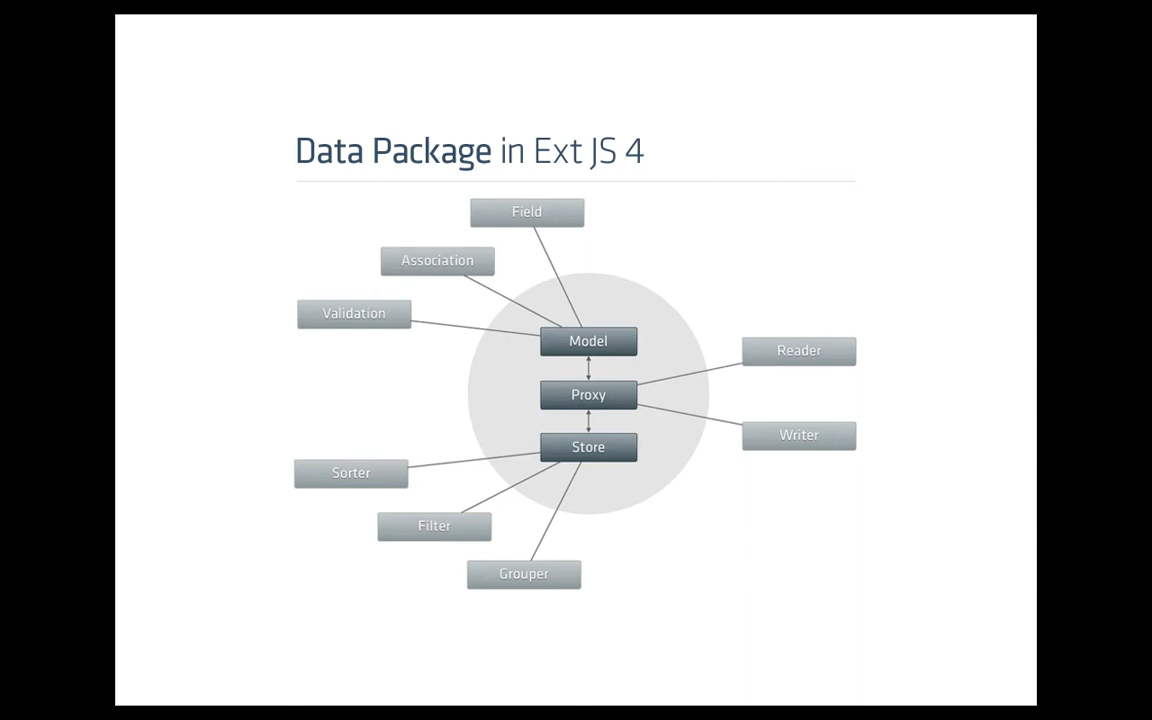 Data Package in Ext JS 4
Field
Association
Validation
Model
Reader
Proxy
Writer
Store
Sorter
Filter
Grouper